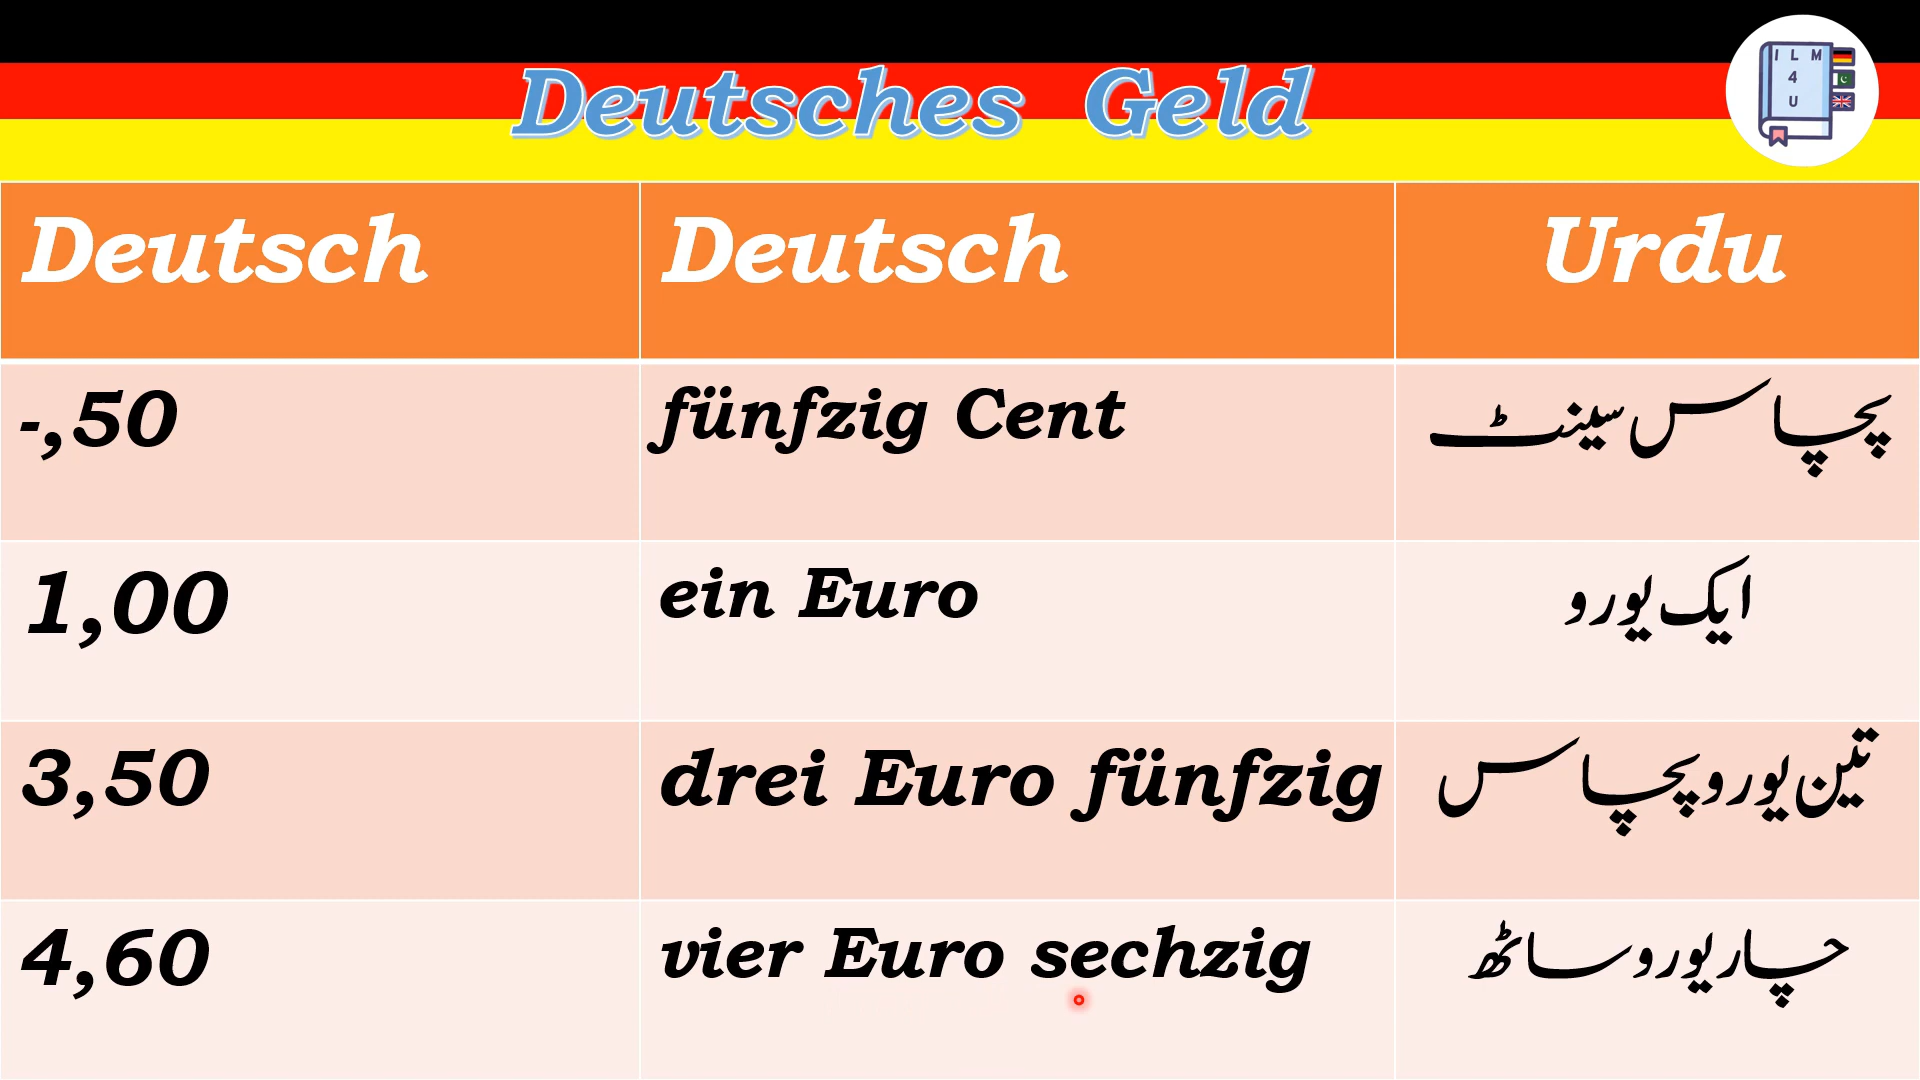 Deutsches Geld
I L M
4
U
Deutsch Deutsch Urdu
-,50 fünfzig Cent پچاس سینٹ
1,00 ein Euro ایک یورو
3,50 drei Euro fünfzig تین یورو پچاس
4,60 vier Euro sechzig چار یورو ساٹھ